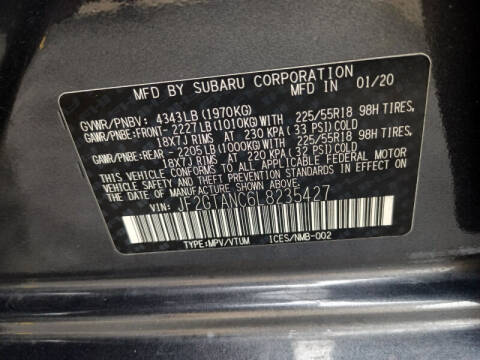 MFD BY SUBARU CORPORATION 01/20
MFD IN
GVWR/PNBV: 4343LB (1970KG)
GAWR/PNBE:FRONT- 2227LB (1010KG) WITH 225/55R18 98H TIRES,
18X7J RIMS AT 230 KPA (33 PSI) COLD
GAWR/PNBE:REAR- 2205LB (1000KG) WITH 225/55R18 98H TIRES,
18X7J RIMS AT 220 KPA (32 PSI) COLD
THIS VEHICLE CONFORMS TO ALL APPLICABLE FEDERAL MOTOR
VEHICLE SAFETY, BUMPER, AND THEFT PREVENTION STANDARDS
IN EFFECT ON THE DATE OF MANUFACTURE SHOWN ABOVE.
VIN: JF2GTANC6L8235427
TYPE:MPV/VTUM ICES/NMB-002